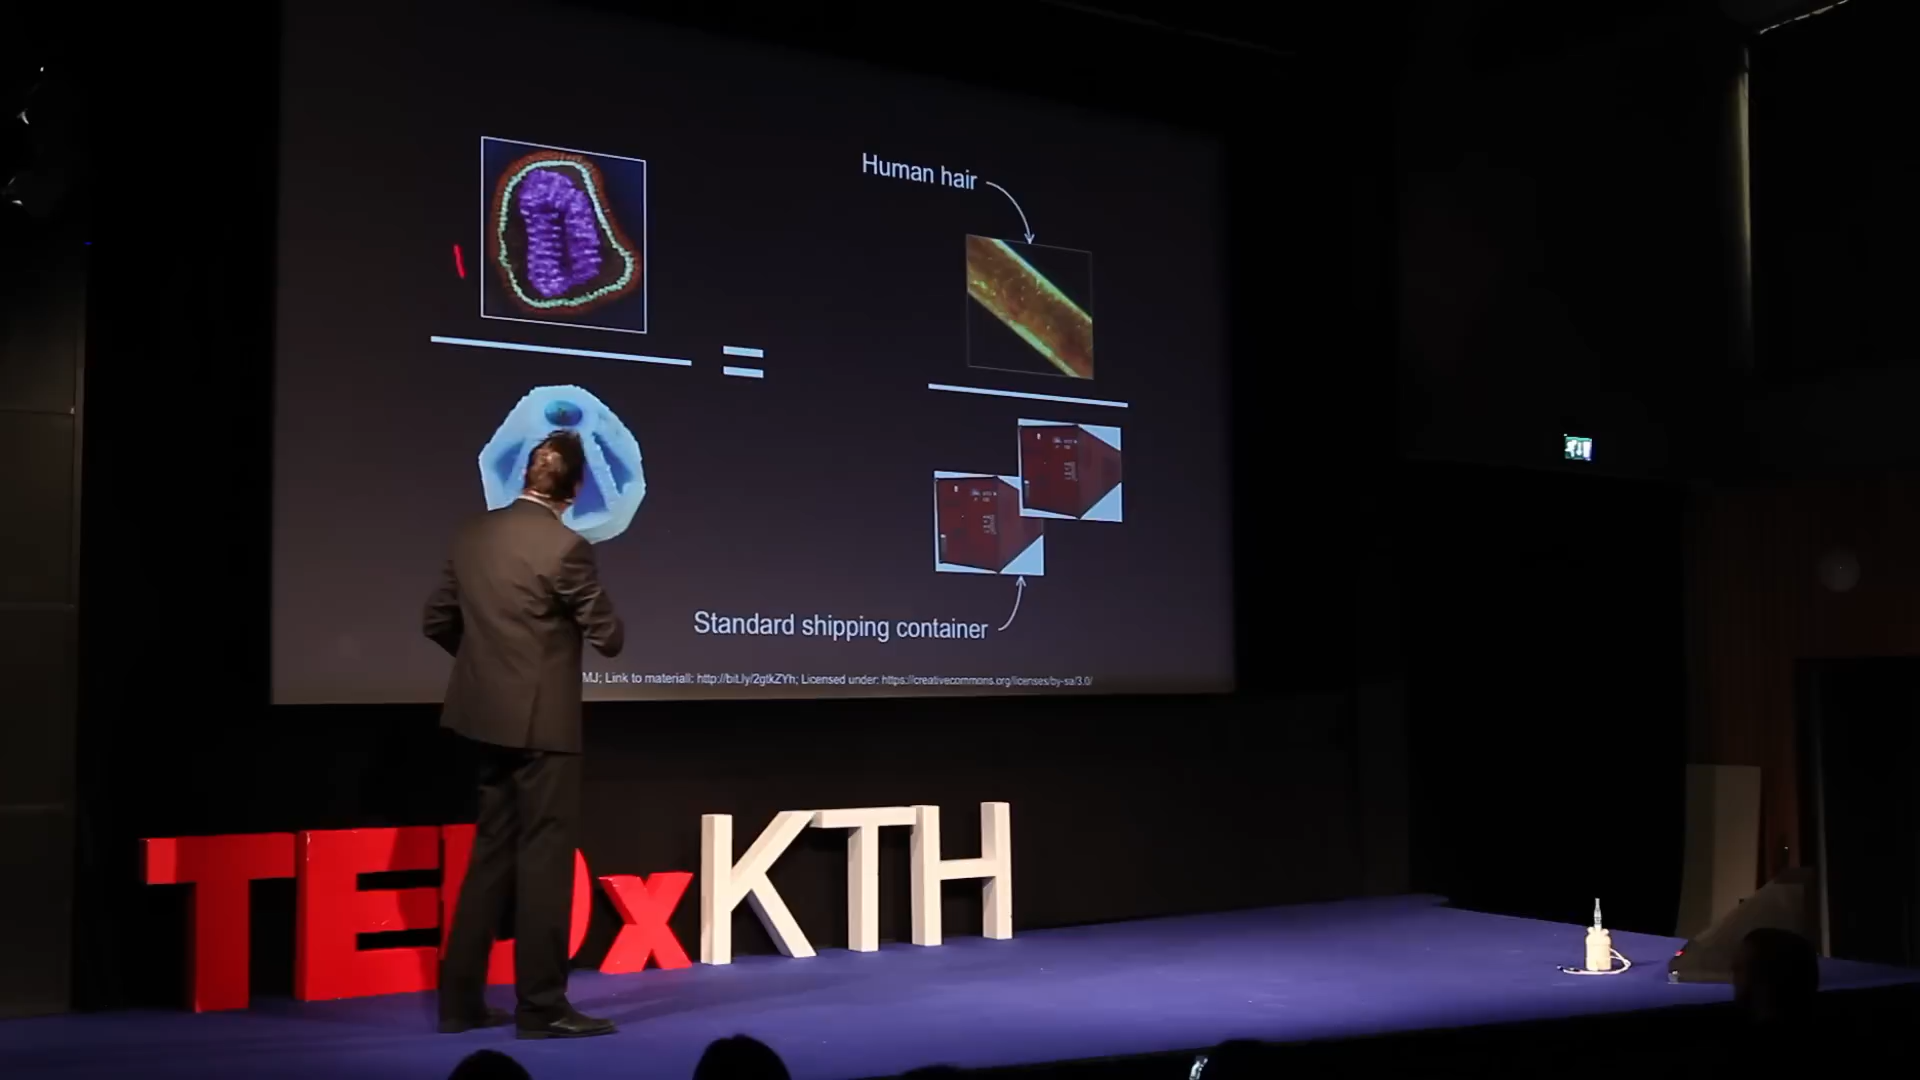 Human hair
Standard shipping container
MJ; Link to materiall: http://bit.ly/2gtkZYh; Licensed under: https://creativecommons.org/licenses/by-sa/3.0/
TEDxKTH